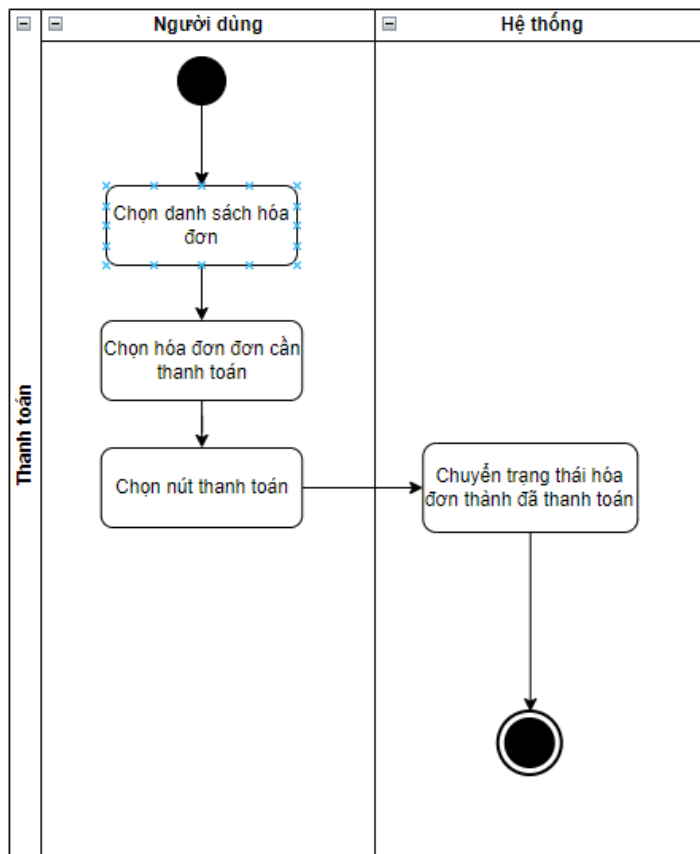 Người dùng
Hệ thống
Thanh toán
Chọn danh sách hóa
đơn
Chọn hóa đơn đơn cần
thanh toán
Chọn nút thanh toán
Chuyển trạng thái hóa
đơn thành đã thanh toán